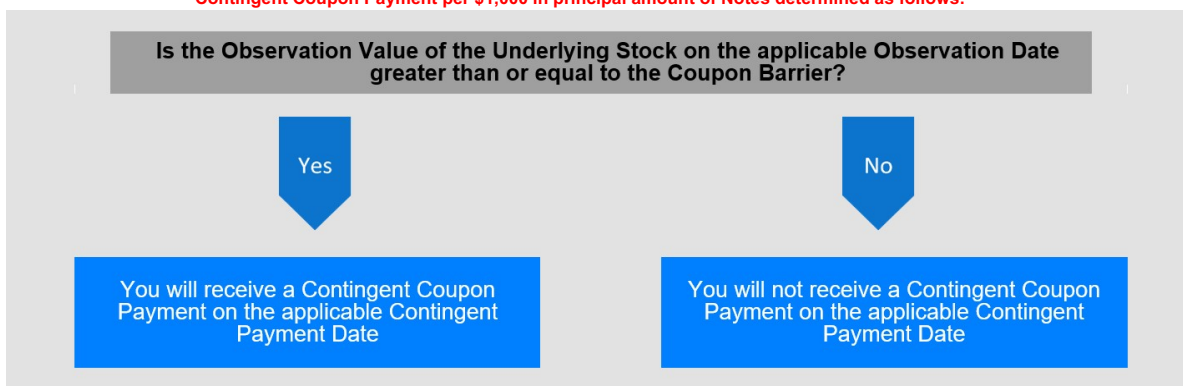 Contingent Coupon Payment per $1,000 in principal amount of Notes determined as follows:
Is the Observation Value of the Underlying Stock on the applicable Observation Date
greater than or equal to the Coupon Barrier?
Yes
No
You will receive a Contingent Coupon
Payment on the applicable Contingent
Payment Date
You will not receive a Contingent Coupon
Payment on the applicable Contingent
Payment Date